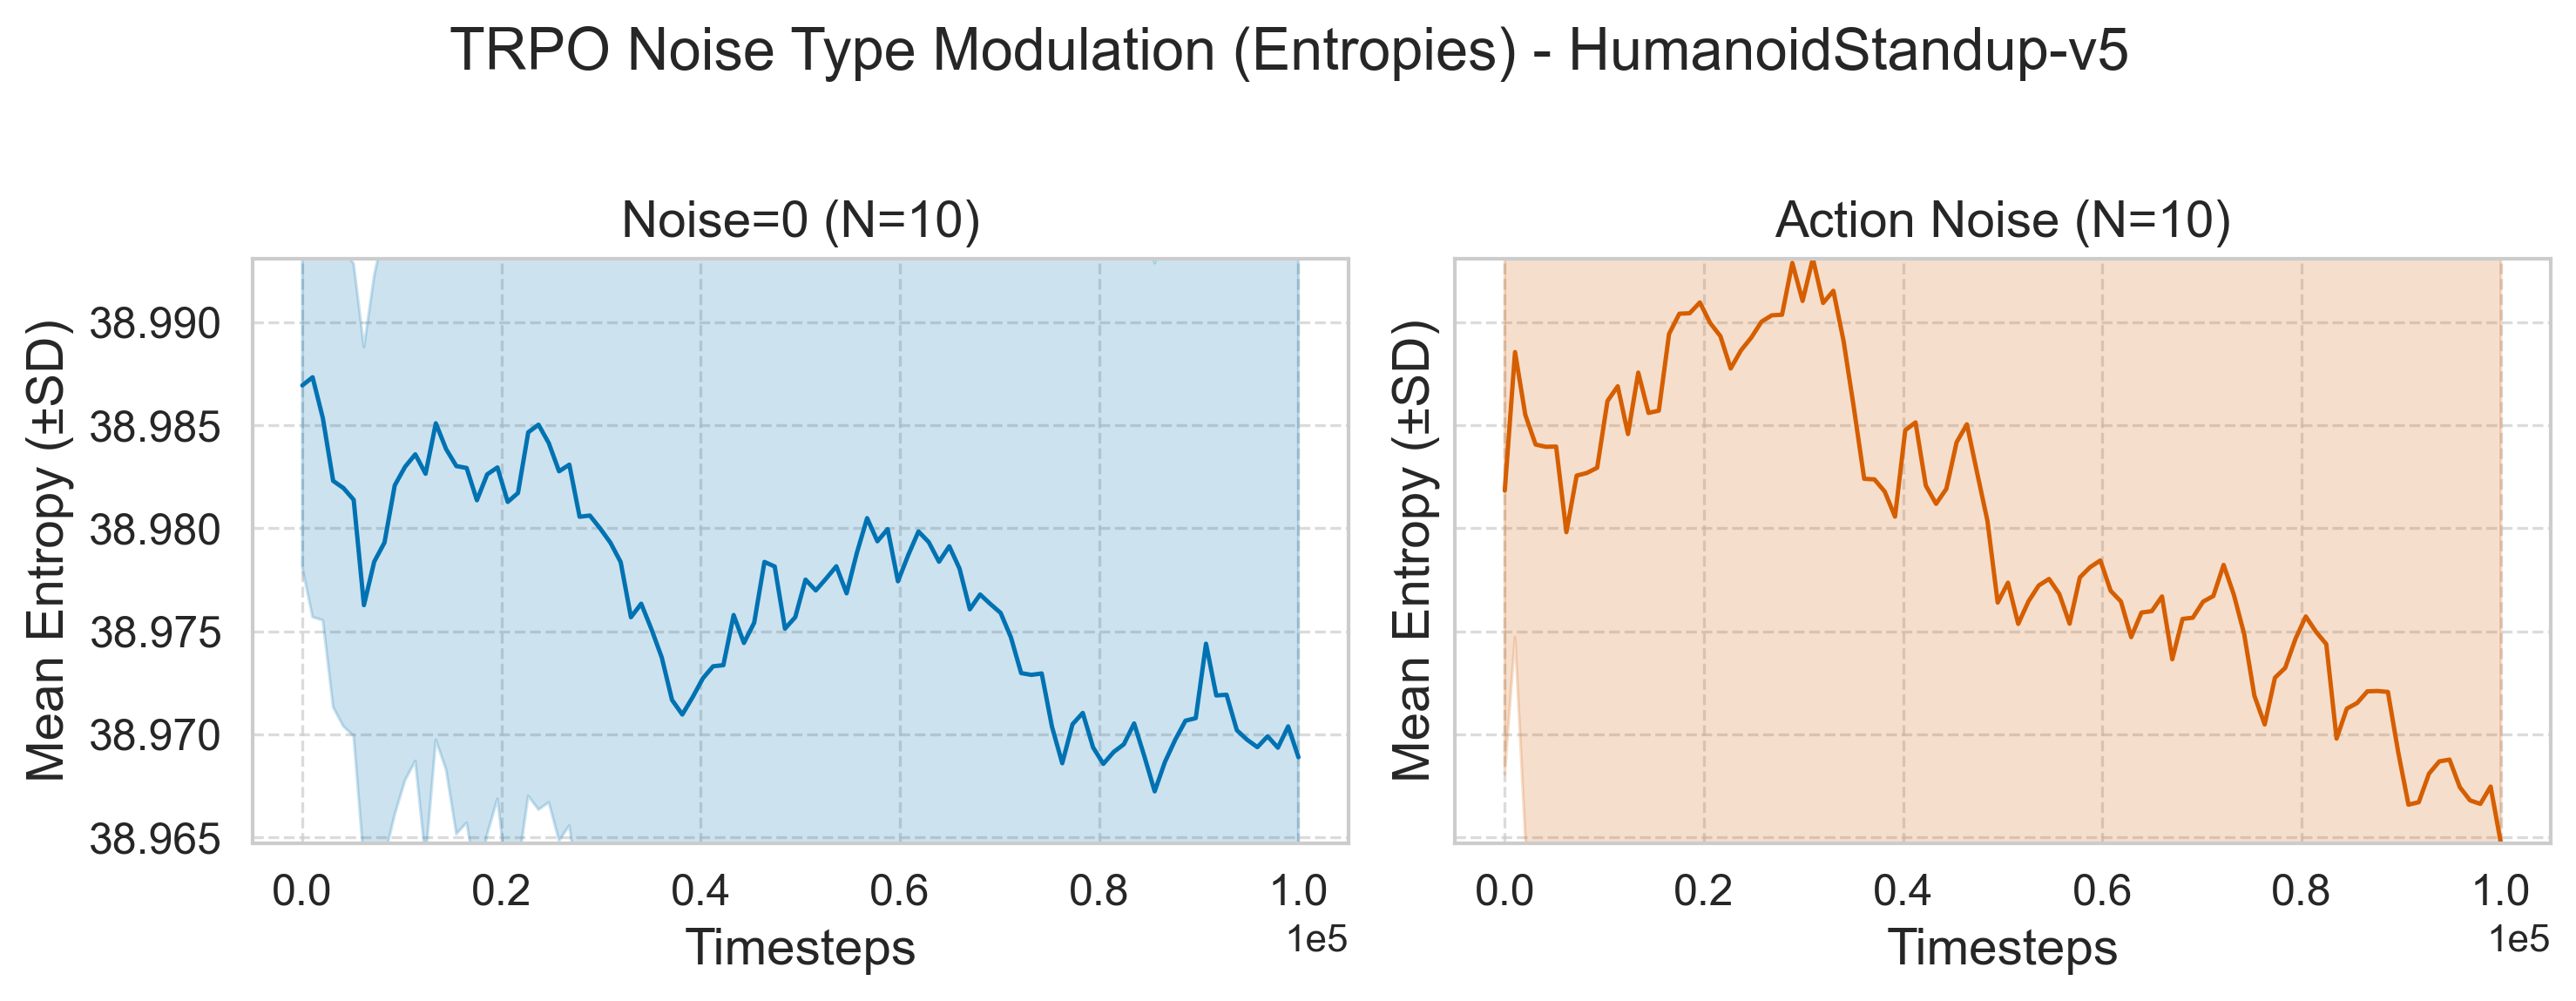 TRPO Noise Type Modulation (Entropies) - HumanoidStandup-v5
Noise=0 (N=10)
Mean Entropy (±SD)
38.990
38.985
38.980
38.975
38.970
38.965
0.0 0.2 0.4 0.6 0.8 1.0
1e5
Timesteps
Action Noise (N=10)
Mean Entropy (±SD)
0.0 0.2 0.4 0.6 0.8 1.0
1e5
Timesteps